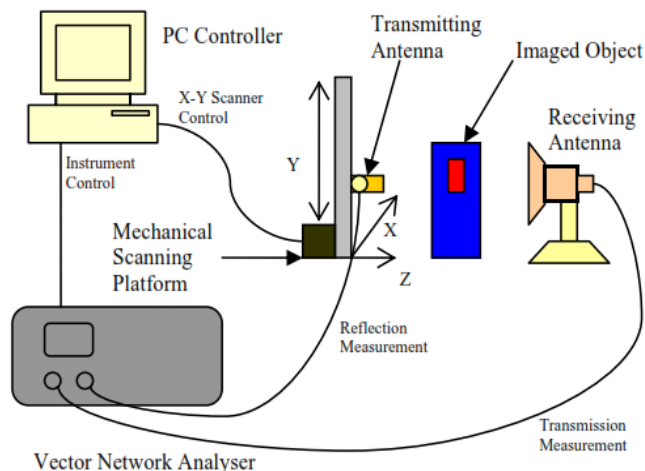 PC Controller
Transmitting
Antenna
Imaged Object
X-Y Scanner
Control
Receiving
Antenna
Instrument
Control
Y
X
Mechanical
Scanning
Platform
Z
Reflection
Measurement
Transmission
Measurement
Vector Network Analyser